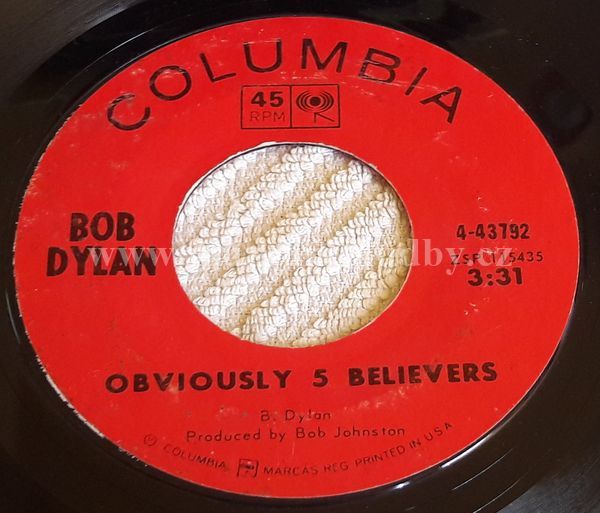 COLUMBIA
45
RPM
BOB
DYLAN
4-43792
115435
3:31
OBVIOUSLY 5 BELIEVERS
B. Dylan
Produced by Bob Johnston
© COLUMBIA MARCAS REG. PRINTED IN U.S.A.